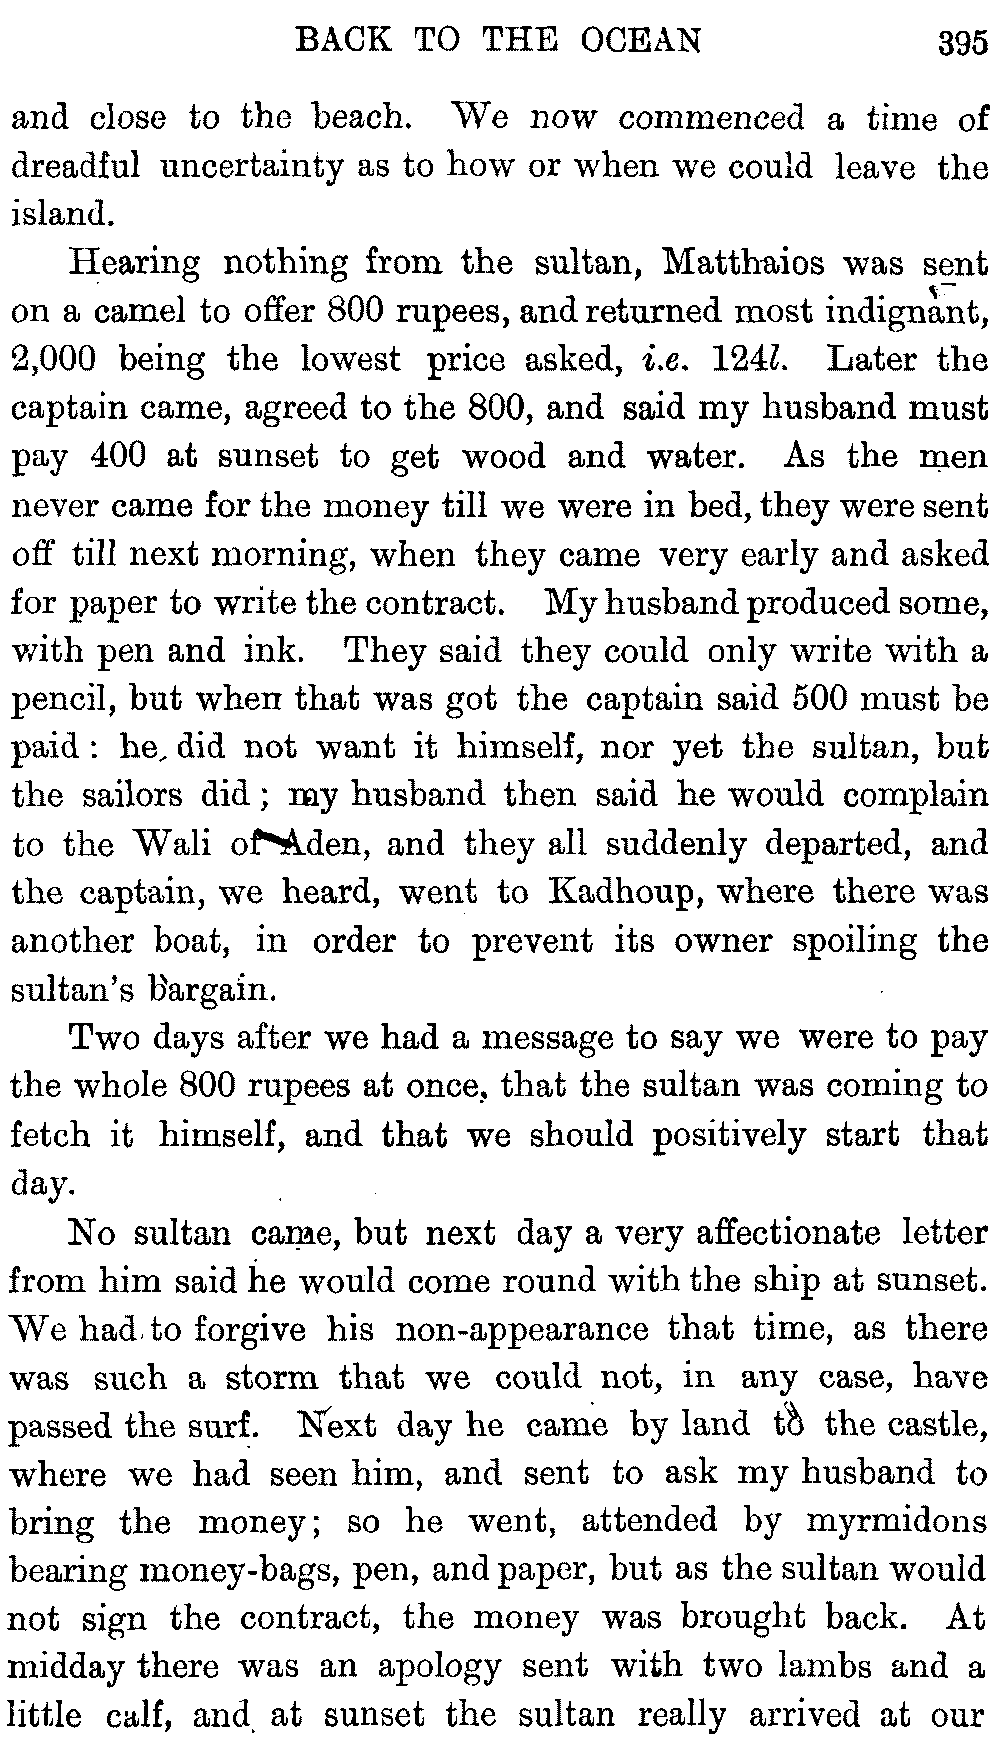 BACK TO THE OCEAN 395
and close to the beach. We now commenced a time of
dreadful uncertainty as to how or when we could leave the
island.
Hearing nothing from the sultan, Matthaios was sent
on a camel to offer 800 rupees, and returned most indignant,
2,000 being the lowest price asked, i.e. 124l. Later the
captain came, agreed to the 800, and said my husband must
pay 400 at sunset to get wood and water. As the men
never came for the money till we were in bed, they were sent
off till next morning, when they came very early and asked
for paper to write the contract. My husband produced some,
with pen and ink. They said they could only write with a
pencil, but when that was got the captain said 500 must be
paid: he did not want it himself, nor yet the sultan, but
the sailors did; my husband then said he would complain
to the Wali of Aden, and they all suddenly departed, and
the captain, we heard, went to Kadhoup, where there was
another boat, in order to prevent its owner spoiling the
sultan's bargain.
Two days after we had a message to say we were to pay
the whole 800 rupees at once, that the sultan was coming to
fetch it himself, and that we should positively start that
day.
No sultan came, but next day a very affectionate letter
from him said he would come round with the ship at sunset.
We had to forgive his non-appearance that time, as there
was such a storm that we could not, in any case, have
passed the surf. Next day he came by land to the castle,
where we had seen him, and sent to ask my husband to
bring the money; so he went, attended by myrmidons
bearing money-bags, pen, and paper, but as the sultan would
not sign the contract, the money was brought back. At
midday there was an apology sent with two lambs and a
little calf, and at sunset the sultan really arrived at our